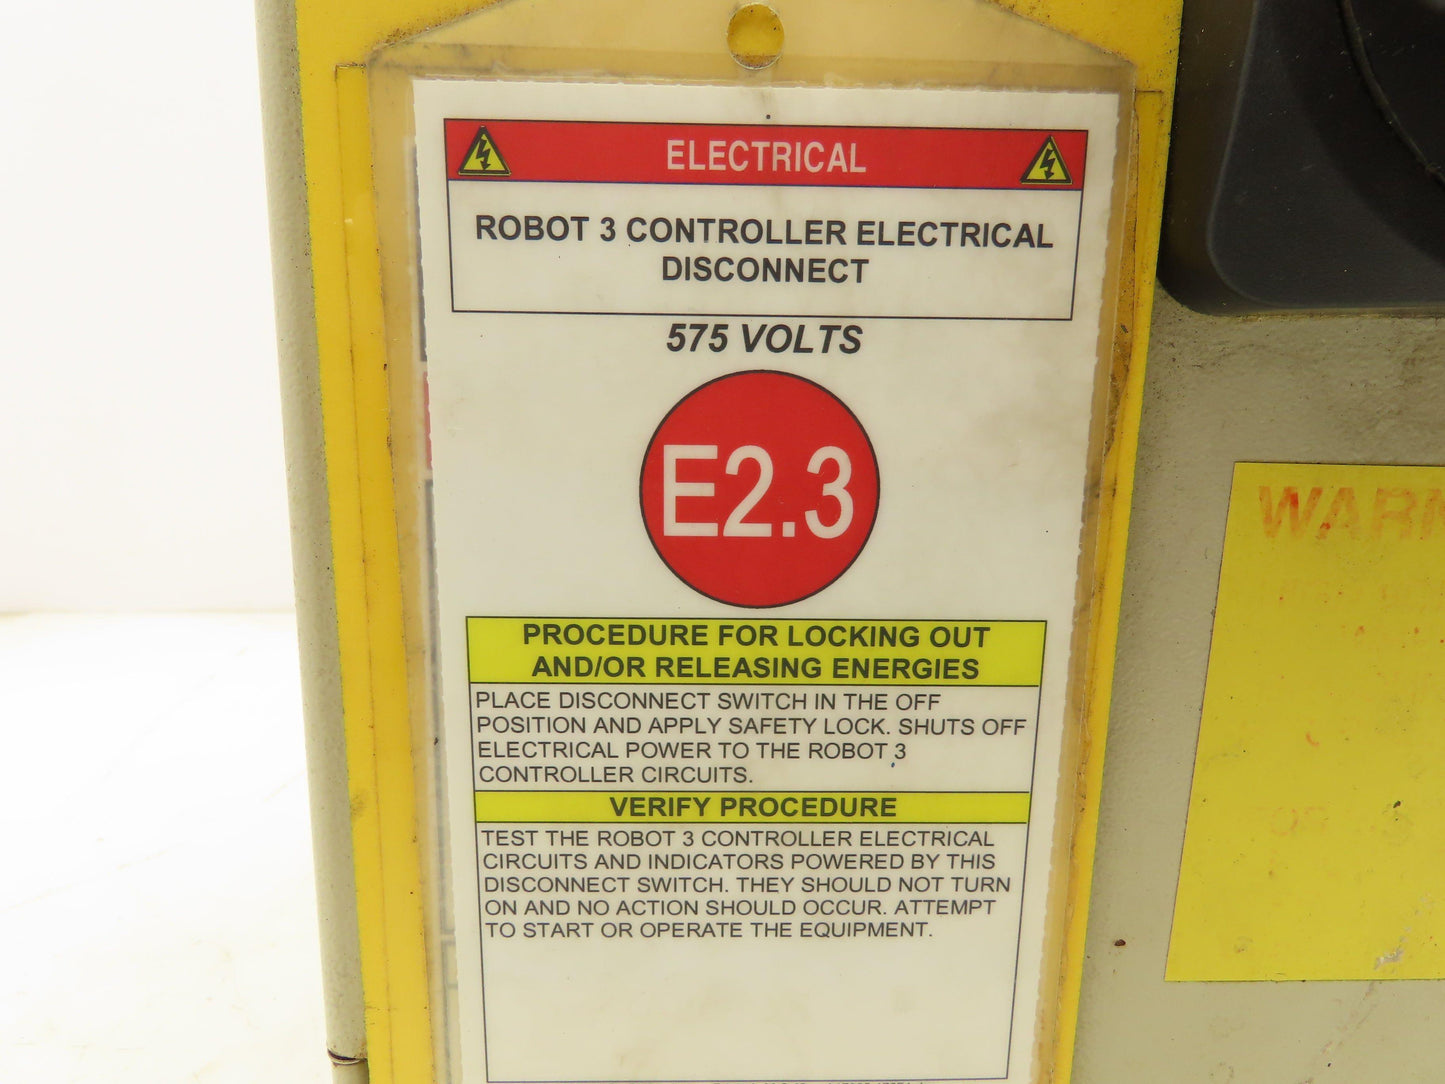 ELECTRICAL
ROBOT 3 CONTROLLER ELECTRICAL
DISCONNECT
575 VOLTS
E2.3
PROCEDURE FOR LOCKING OUT
AND/OR RELEASING ENERGIES
PLACE DISCONNECT SWITCH IN THE OFF
POSITION AND APPLY SAFETY LOCK. SHUTS OFF
ELECTRICAL POWER TO THE ROBOT 3
CONTROLLER CIRCUITS.
VERIFY PROCEDURE
TEST THE ROBOT 3 CONTROLLER ELECTRICAL
CIRCUITS AND INDICATORS POWERED BY THIS
DISCONNECT SWITCH. THEY SHOULD NOT TURN
ON AND NO ACTION SHOULD OCCUR. ATTEMPT
TO START OR OPERATE THE EQUIPMENT.
WARN